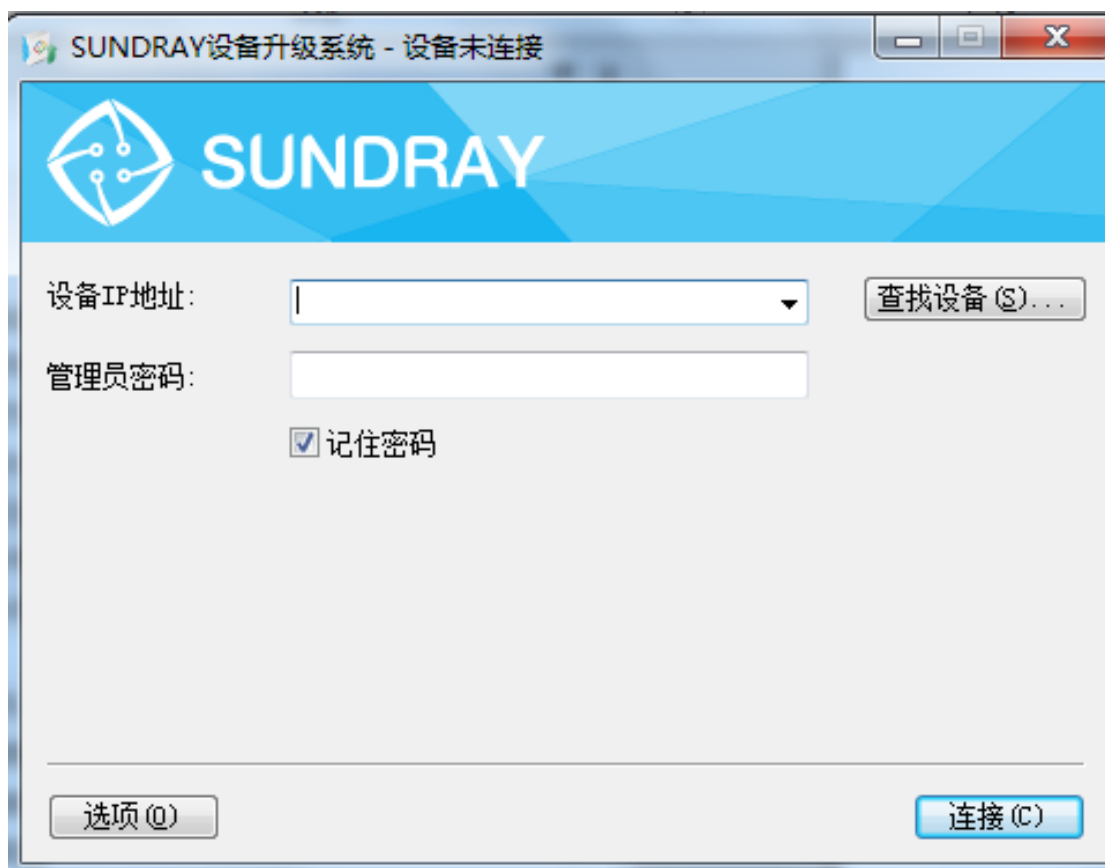 SUNDRAY设备升级系统 - 设备未连接
SUNDRAY
设备IP地址:
查找设备(S)...
管理员密码:
记住密码
选项(O)
连接(C)